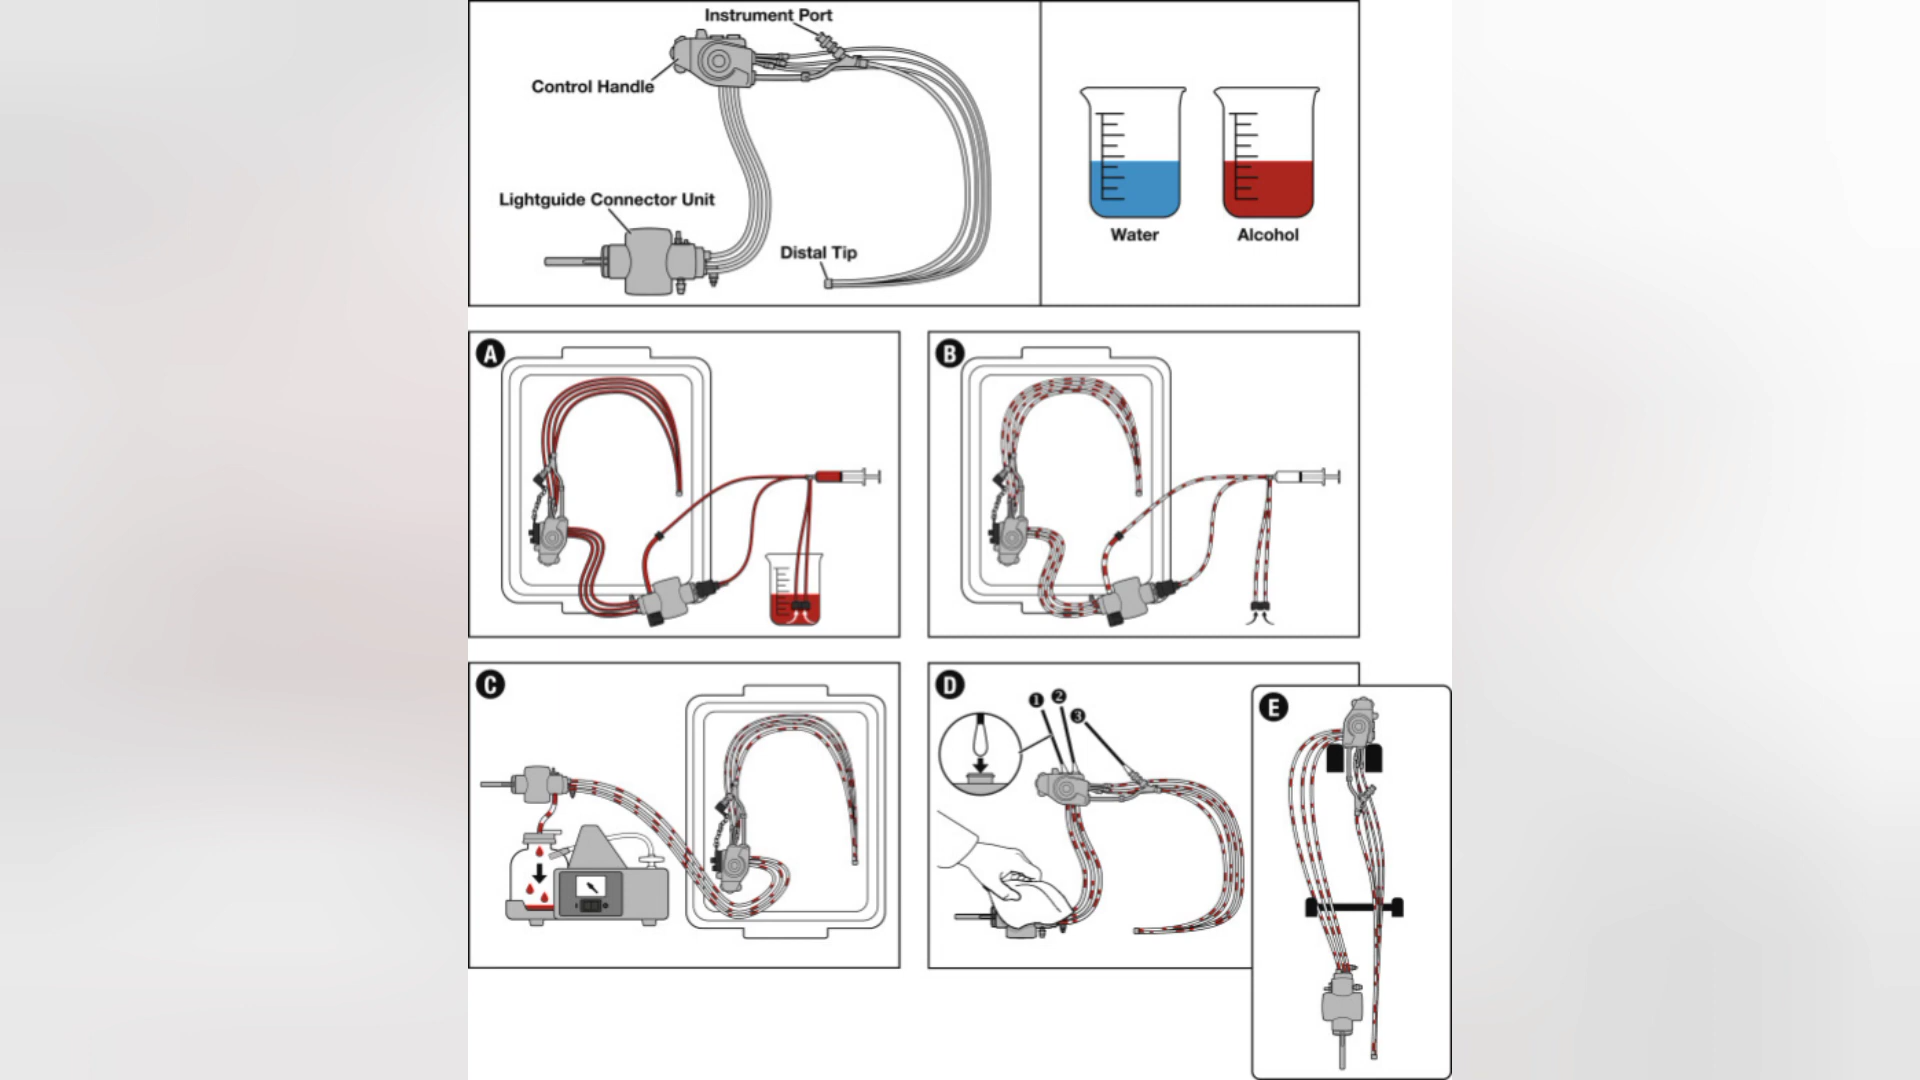 Instrument Port
Control Handle
Lightguide Connector Unit
Distal Tip
Water
Alcohol
A
B
C
D
1
2
3
E